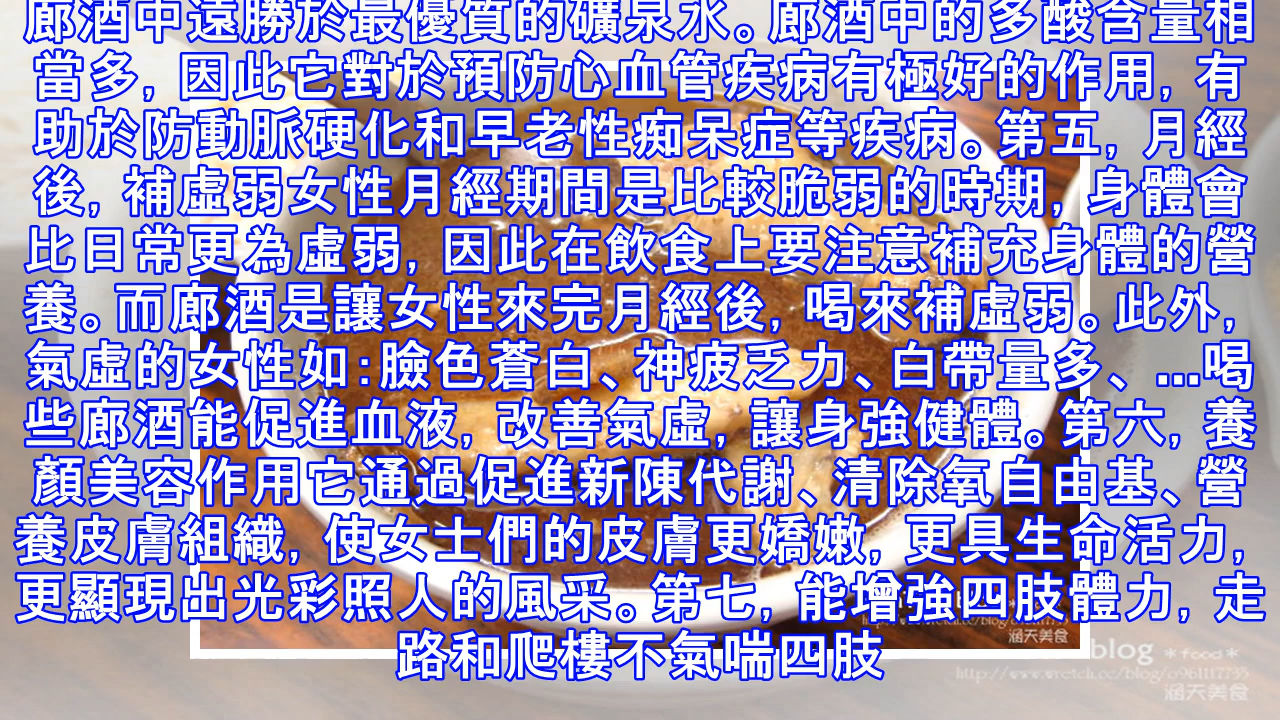 廊酒中遠勝於最優質的礦泉水。廊酒中的多酸含量相
當多, 因此它對於預防心血管疾病有極好的作用, 有
助於防動脈硬化和早老性痴呆症等疾病。第五, 月經
後, 補虛弱女性月經期間是比較脆弱的時期, 身體會
比日常更為虛弱, 因此在飲食上要注意補充身體的營
養。而廊酒是讓女性來完月經後, 喝來補虛弱。此外,
氣虛的女性如:臉色蒼白、神疲乏力、白帶量多、...喝
些廊酒能促進血液, 改善氣虛, 讓身強健體。第六, 養
顏美容作用它通過促進新陳代謝、清除氧自由基、營
養皮膚組織, 使女士們的皮膚更嬌嫩, 更具生命活力,
更顯現出光彩照人的風采。第七, 能增強四肢體力, 走
路和爬樓不氣喘四肢
涵天美食
blog *food*
http://www.wretch.cc/blog/o961117735
涵天美食